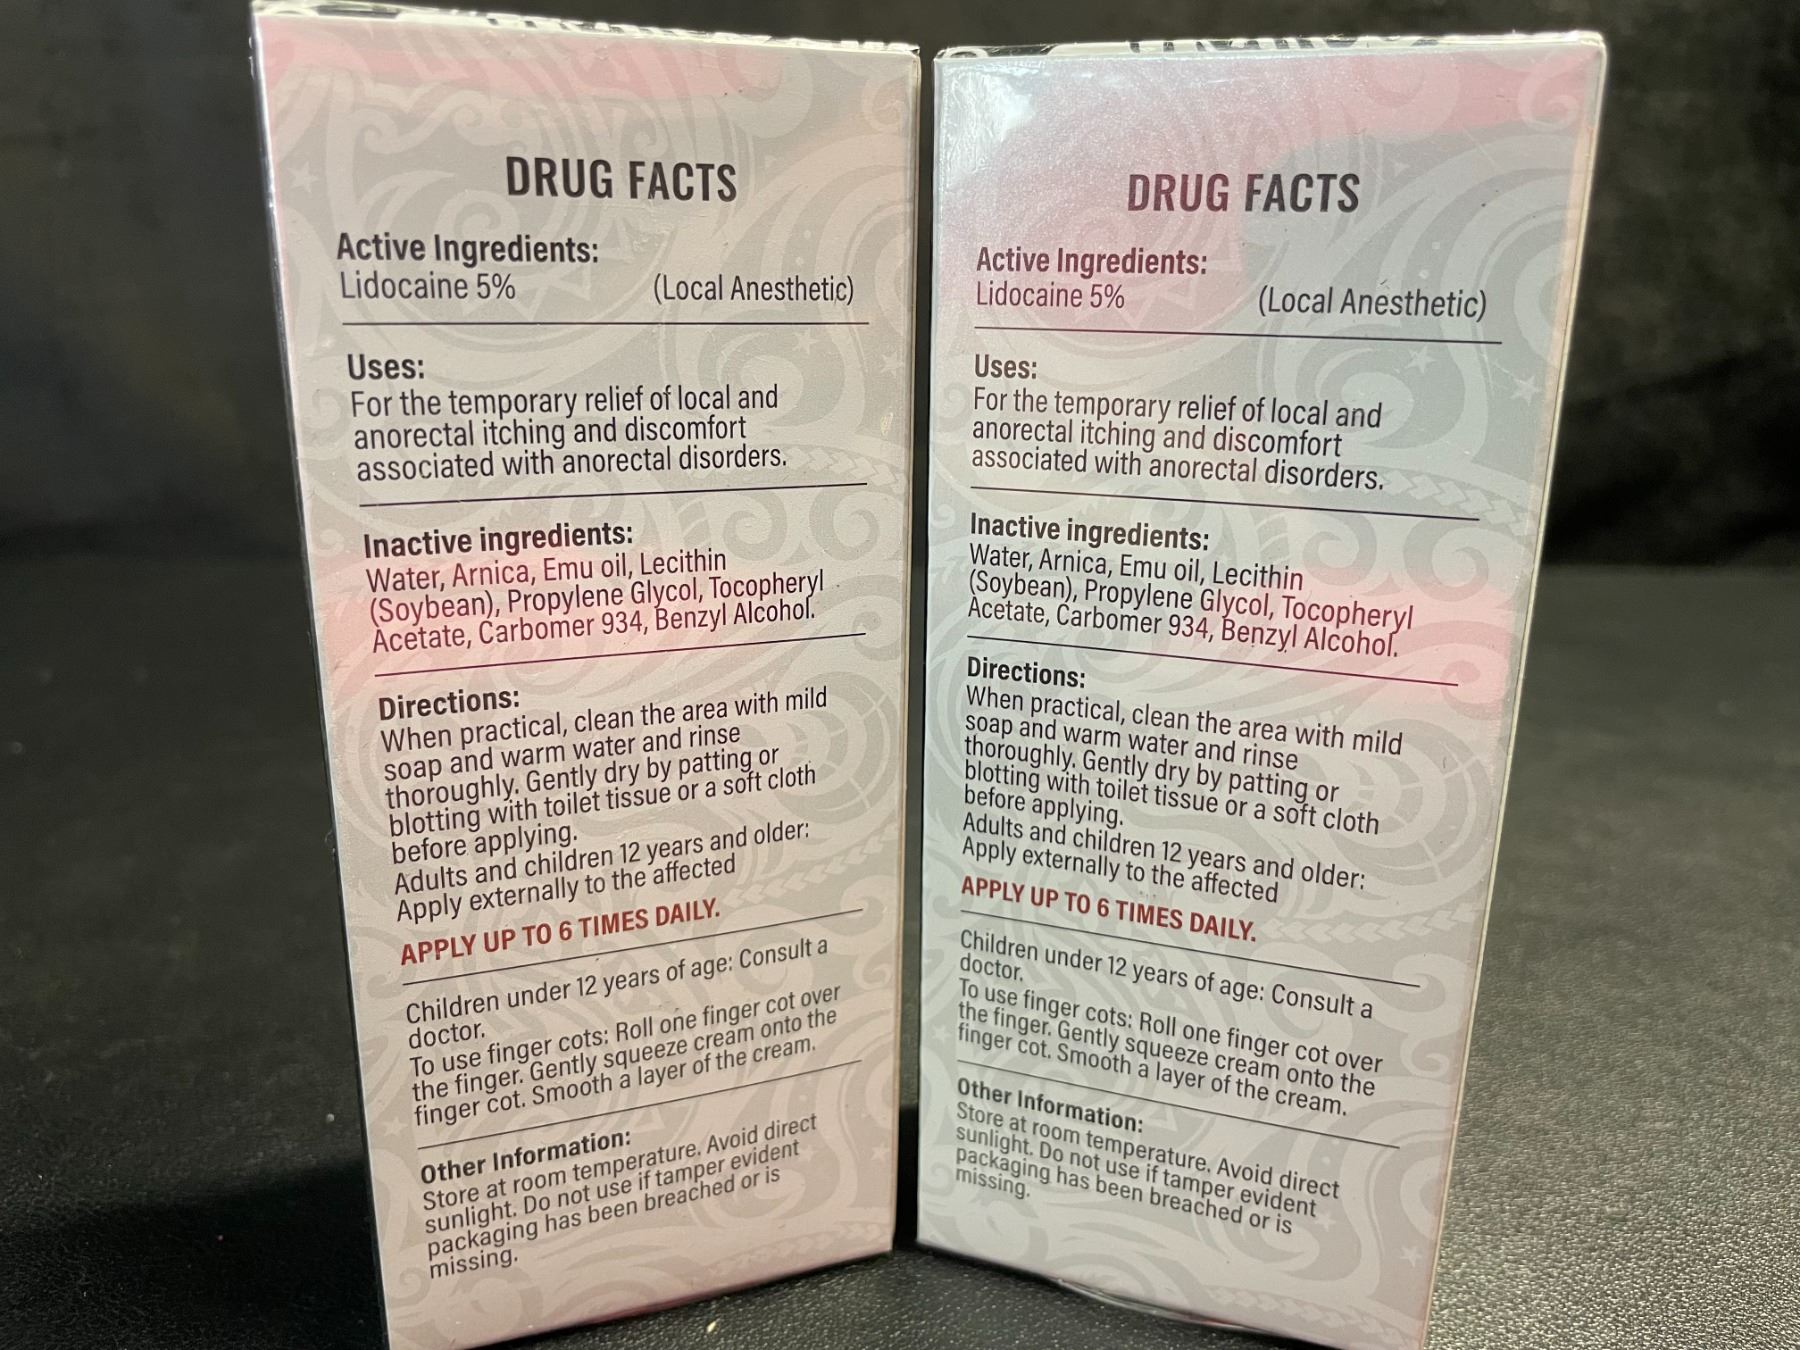 DRUG FACTS
Active Ingredients:
Lidocaine 5% (Local Anesthetic)
Uses:
For the temporary relief of local and
anorectal itching and discomfort
associated with anorectal disorders.
Inactive ingredients:
Water, Arnica, Emu oil, Lecithin
(Soybean), Propylene Glycol, Tocopheryl
Acetate, Carbomer 934, Benzyl Alcohol.
Directions:
When practical, clean the area with mild
soap and warm water and rinse
thoroughly. Gently dry by patting or
blotting with toilet tissue or a soft cloth
before applying.
Adults and children 12 years and older:
Apply externally to the affected
APPLY UP TO 6 TIMES DAILY.
Children under 12 years of age: Consult a
doctor.
To use finger cots: Roll one finger cot over
the finger. Gently squeeze cream onto the
finger cot. Smooth a layer of the cream.
Other Information:
Store at room temperature. Avoid direct
sunlight. Do not use if tamper evident
packaging has been breached or is
missing.
DRUG FACTS
Active Ingredients:
Lidocaine 5% (Local Anesthetic)
Uses:
For the temporary relief of local and
anorectal itching and discomfort
associated with anorectal disorders.
Inactive ingredients:
Water, Arnica, Emu oil, Lecithin
(Soybean), Propylene Glycol, Tocopheryl
Acetate, Carbomer 934, Benzyl Alcohol.
Directions:
When practical, clean the area with mild
soap and warm water and rinse
thoroughly. Gently dry by patting or
blotting with toilet tissue or a soft cloth
before applying.
Adults and children 12 years and older:
Apply externally to the affected
APPLY UP TO 6 TIMES DAILY.
Children under 12 years of age: Consult a
doctor.
To use finger cots: Roll one finger cot over
the finger. Gently squeeze cream onto the
finger cot. Smooth a layer of the cream.
Other Information:
Store at room temperature. Avoid direct
sunlight. Do not use if tamper evident
packaging has been breached or is
missing.